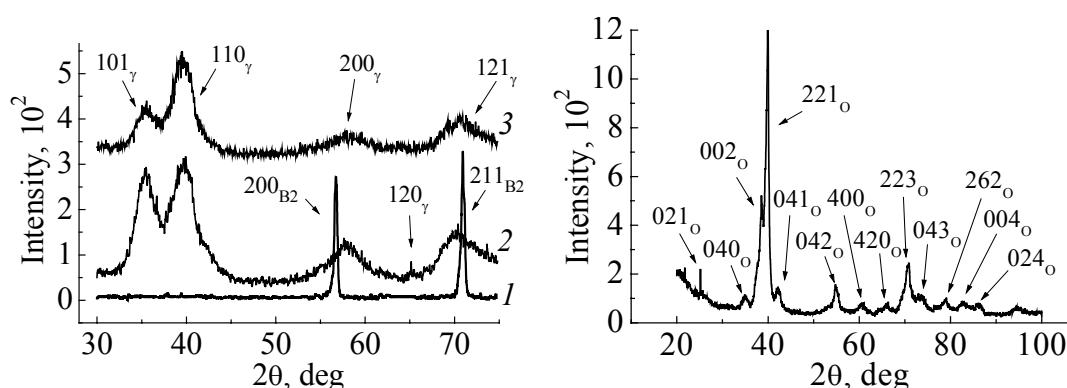 Intensity, 10²
5
4
3
2
1
0
101γ
110γ
200γ
121γ
3
200B2
120γ
211B2
2
1
30 40 50 60 70
2θ, deg
Intensity, 10²
12
10
8
6
4
2
0
221O
002O
021O
040O
041O
042O
400O
420O
223O
043O
262O
004O
024O
20 40 60 80 100
2θ, deg